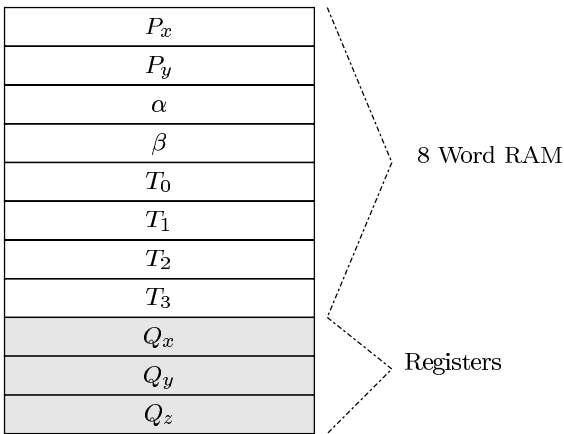 P_x
P_y
α
β
T_0
T_1
T_2
T_3
Q_x
Q_y
Q_z
8 Word RAM
Registers